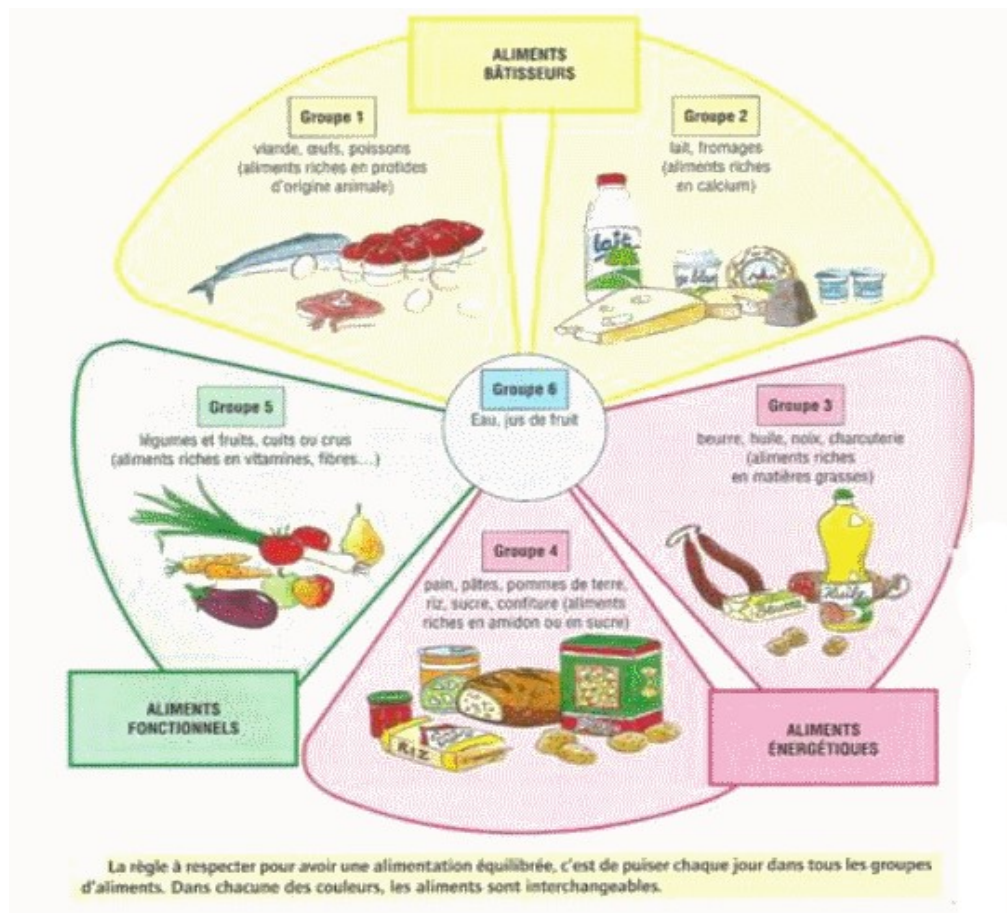 ALIMENTS
BÂTISSEURS
Groupe 1
viande, œufs, poissons
(aliments riches en protides
d'origine animale)
Groupe 2
lait, fromages
(aliments riches
en calcium)
lait
Groupe 6
Eau, jus de fruit
Groupe 5
légumes et fruits, cuits ou crus
(aliments riches en vitamines, fibres...)
Groupe 3
beurre, huile, noix, charcuterie
(aliments riches
en matières grasses)
Huile
Groupe 4
pain, pâtes, pommes de terre,
riz, sucre, confiture (aliments
riches en amidon ou en sucre)
RIZ
ALIMENTS
FONCTIONNELS
ALIMENTS
ÉNERGÉTIQUES
La règle à respecter pour avoir une alimentation équilibrée, c'est de puiser chaque jour dans tous les groupes
d'aliments. Dans chacune des couleurs, les aliments sont interchangeables.